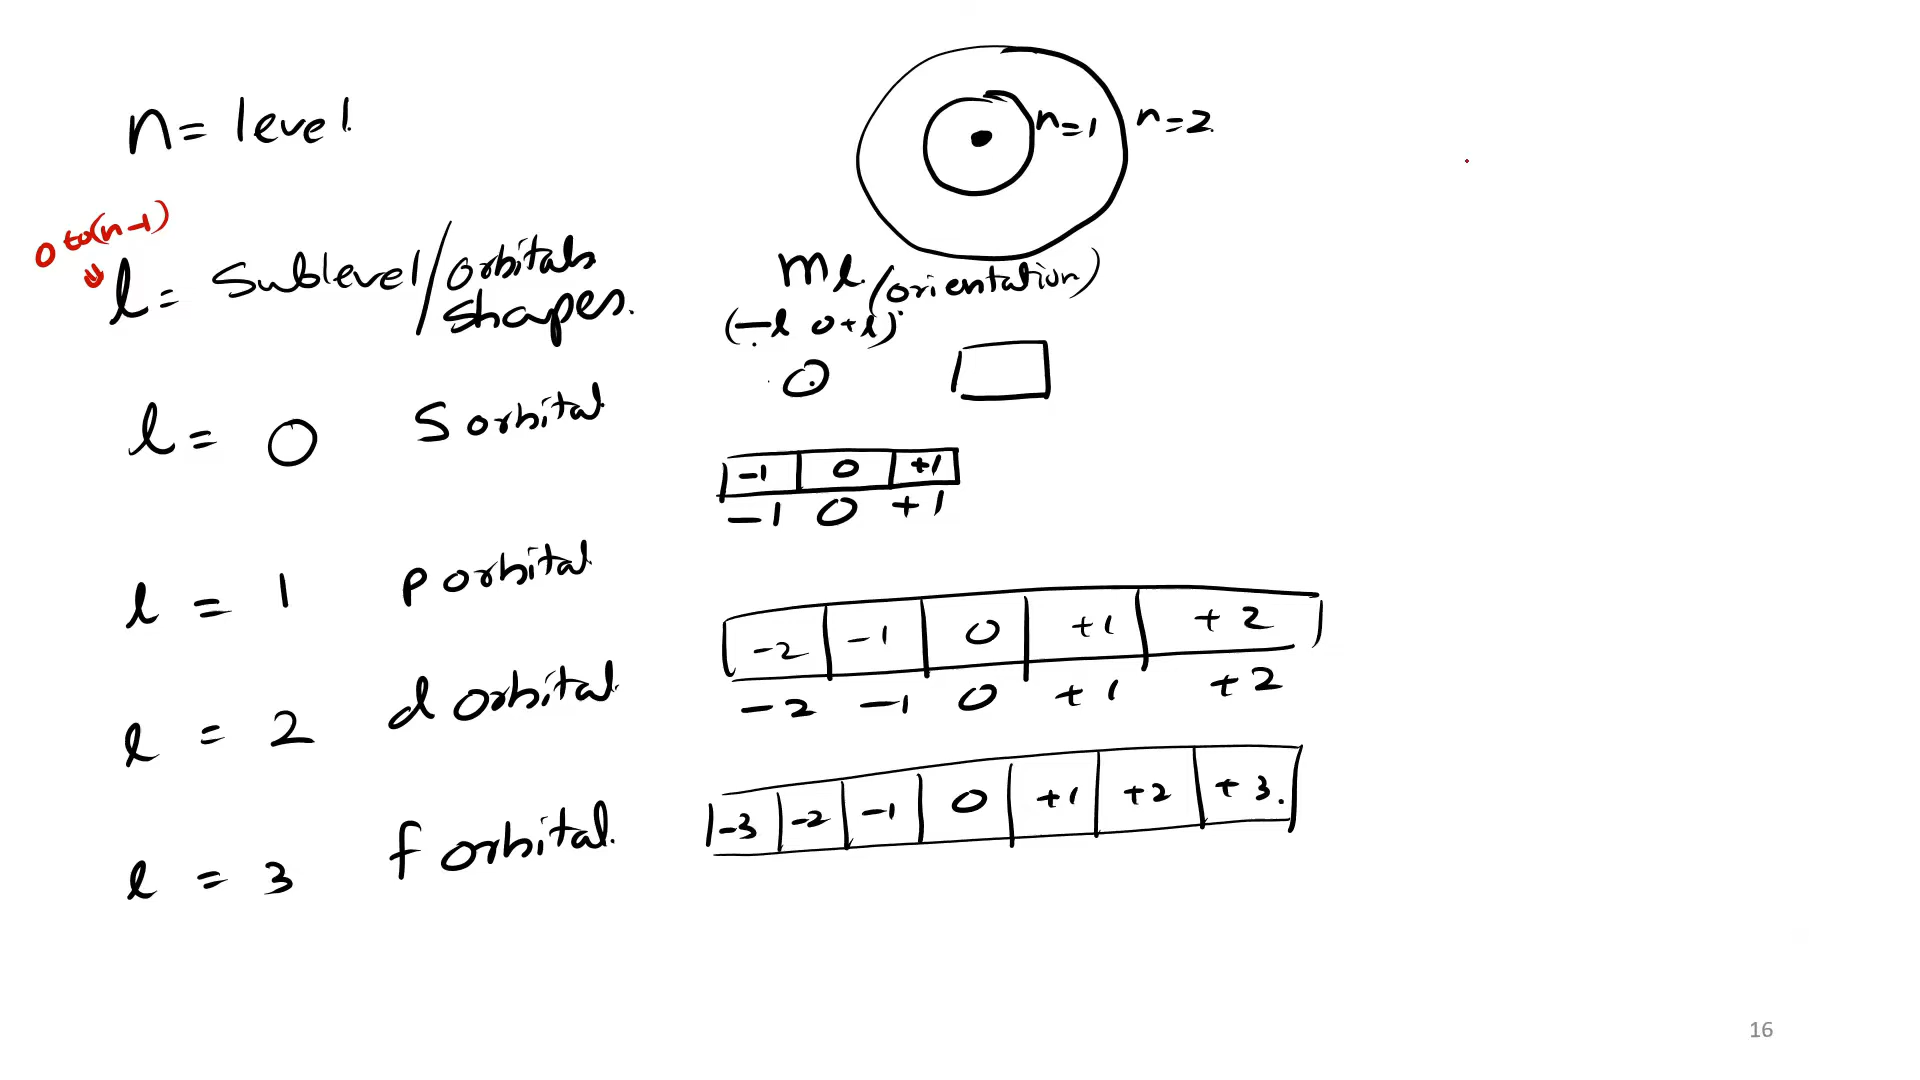 n = level.
n=1 n=2.
0 to (n-1)
l = Sublevel/orbitals shapes.
ml (orientation)
(-l 0 +l)
0
l = 0 S orbital
-1 0 +1
-1 0 +1
l = 1 p orbital
-2 -1 0 +1 +2
-2 -1 0 +1 +2
l = 2 d orbital
-3 -2 -1 0 +1 +2 +3.
l = 3 f orbital.
16